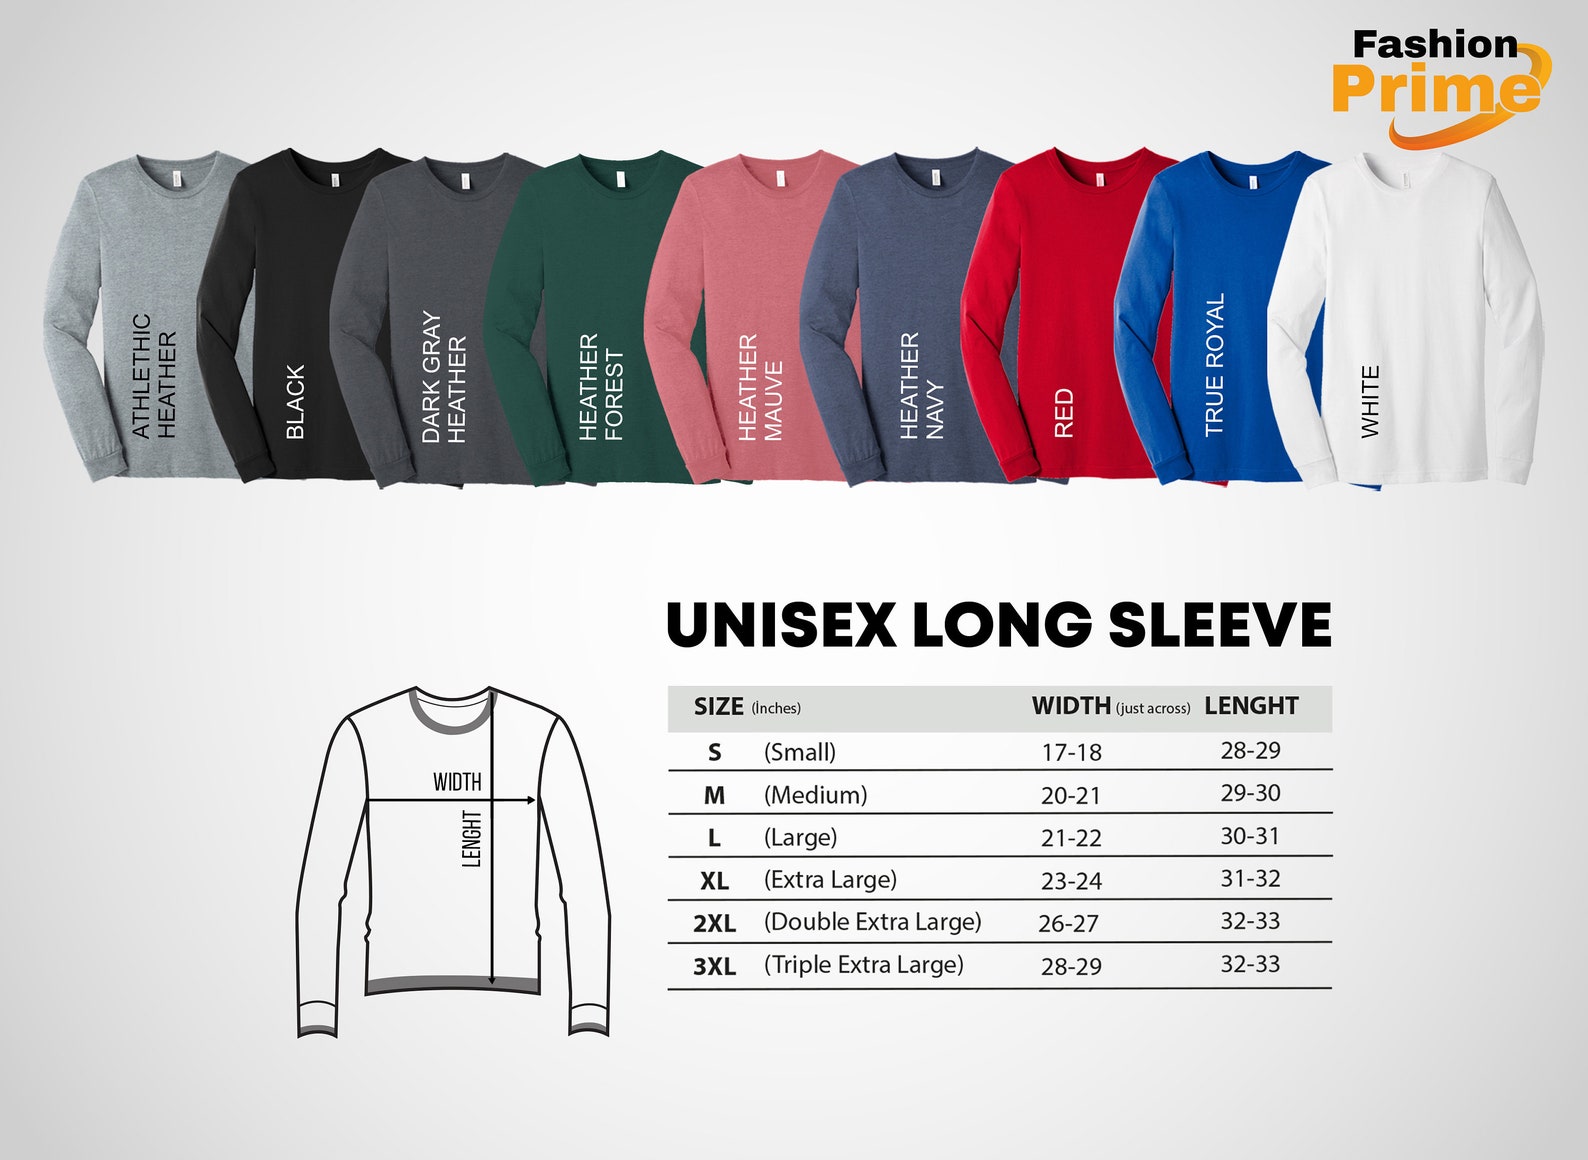 Fashion
Prime
ATHLETHIC
HEATHER
BLACK
DARK GRAY
HEATHER
HEATHER
FOREST
HEATHER
MAUVE
HEATHER
NAVY
RED
TRUE ROYAL
WHITE
UNISEX LONG SLEEVE
SIZE (İnches) WIDTH (just across) LENGHT
S (Small) 17-18 28-29
M (Medium) 20-21 29-30
L (Large) 21-22 30-31
XL (Extra Large) 23-24 31-32
2XL (Double Extra Large) 26-27 32-33
3XL (Triple Extra Large) 28-29 32-33
WIDTH
LENGHT